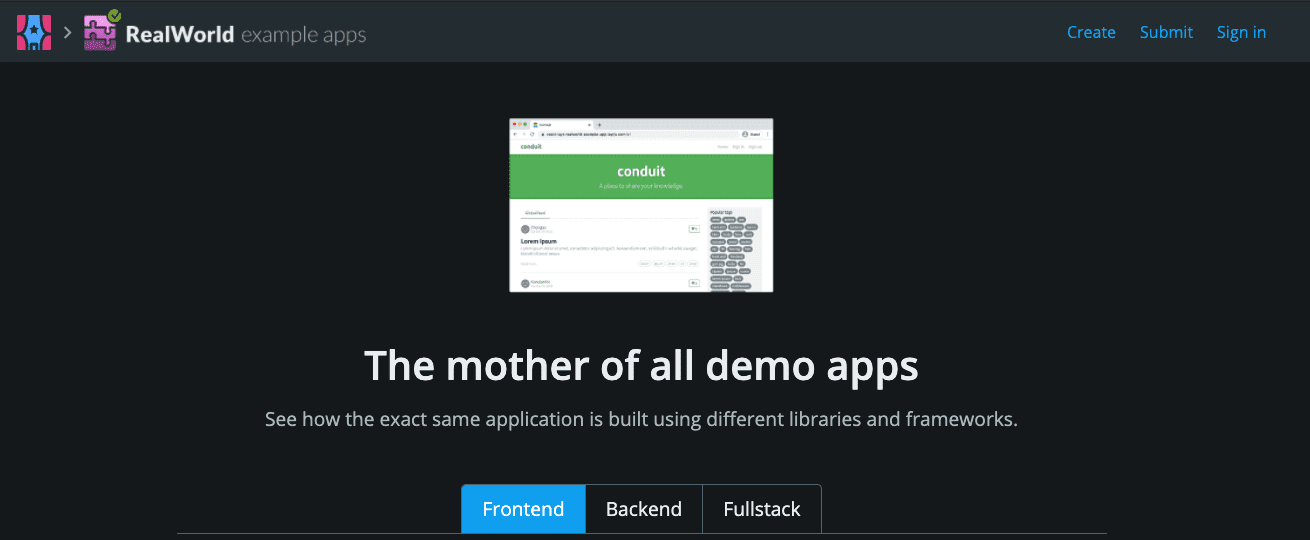 RealWorld example apps
Create Submit Sign in
conduit
conduit
A place to share your knowledge.
Global Feed
Popular tags
Lorem Ipsum
The mother of all demo apps
See how the exact same application is built using different libraries and frameworks.
Frontend Backend Fullstack